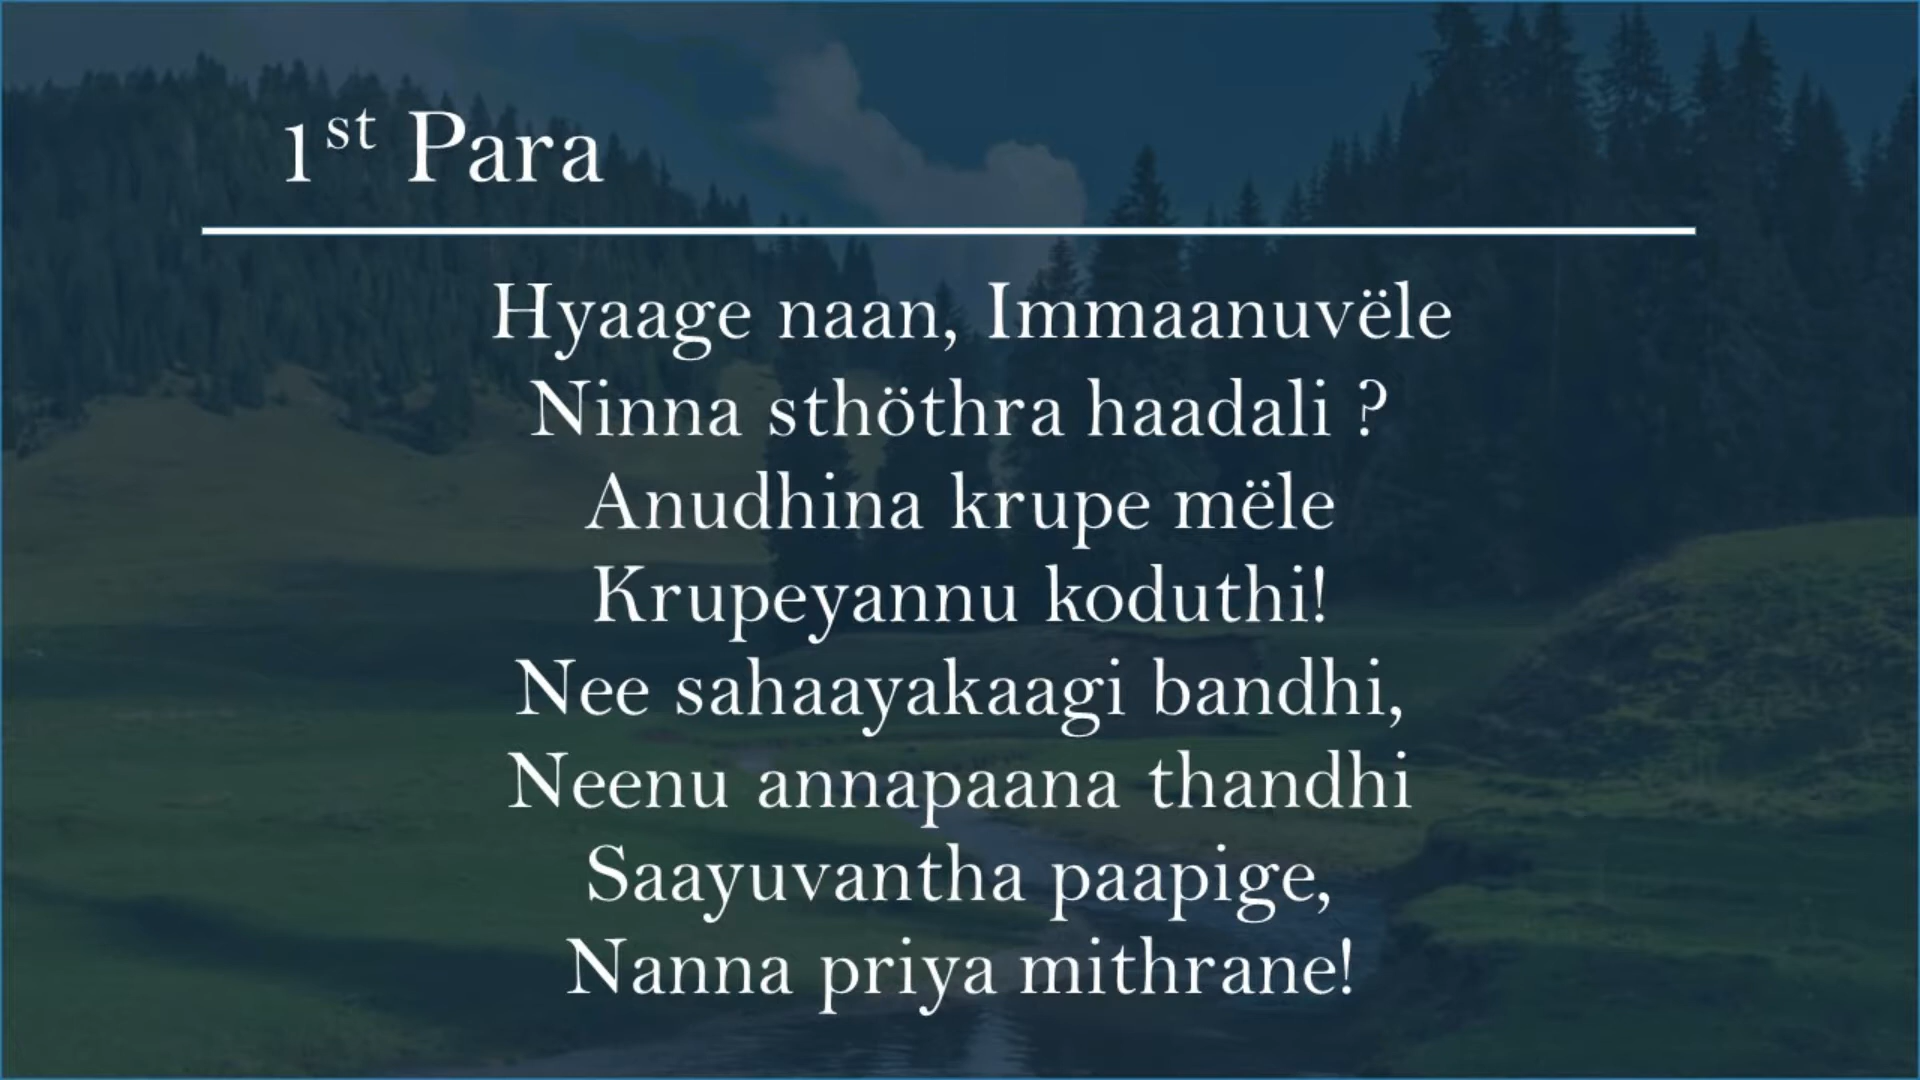 1st Para
Hyaage naan, Immaanuvële
Ninna sthöthra haadali ?
Anudhina krupe mële
Krupeyannu koduthi!
Nee sahaayakaagi bandhi,
Neenu annapaana thandhi
Saayuvantha paapige,
Nanna priya mithrane!